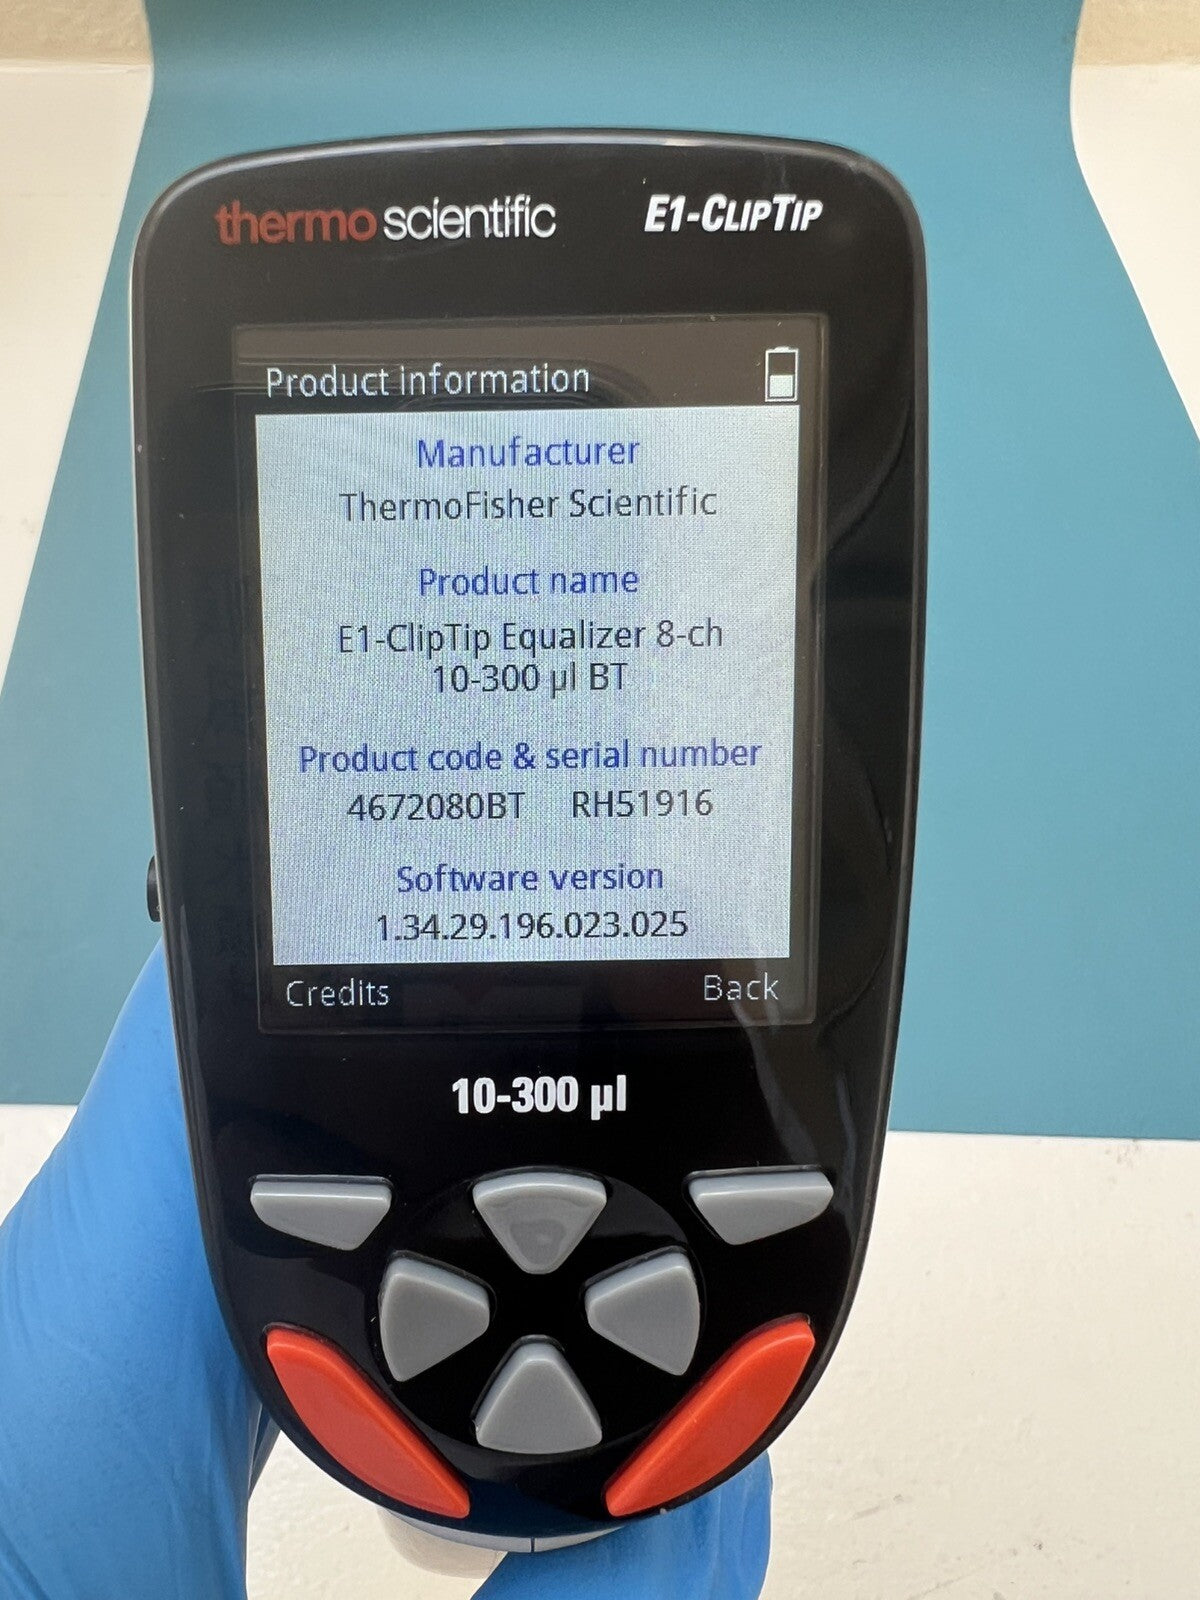 thermo scientific E1-ClipTip
Product information
Manufacturer
ThermoFisher Scientific
Product name
E1-ClipTip Equalizer 8-ch
10-300 µl BT
Product code & serial number
4672080BT RH51916
Software version
1.34.29.196.023.025
Credits Back
10-300 µl